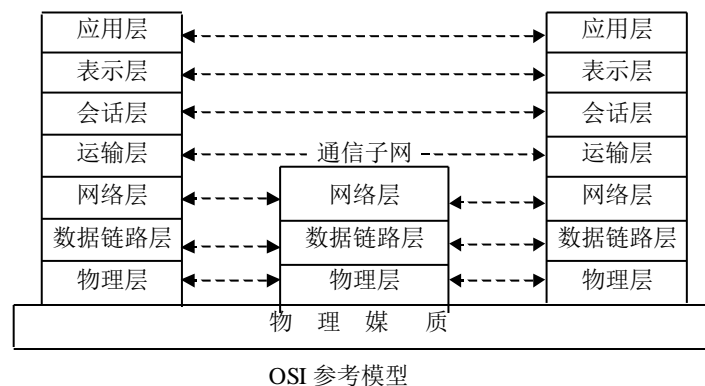 应用层 应用层
表示层 表示层
会话层 会话层
运输层 通信子网 运输层
网络层 网络层 网络层
数据链路层 数据链路层 数据链路层
物理层 物理层 物理层
物 理 媒 质
OSI 参考模型